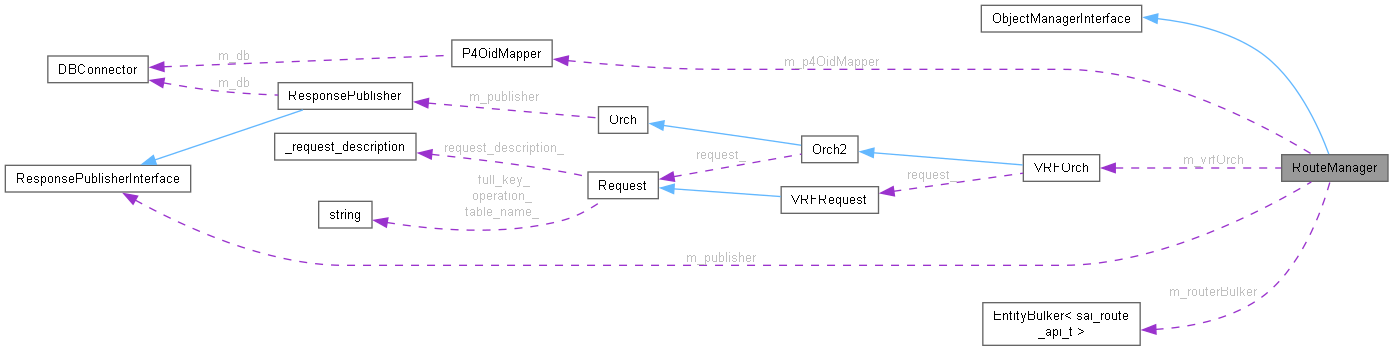 ObjectManagerInterface
m_db
P4OidMapper
m_p4OidMapper
DBConnector
m_db
ResponsePublisher
m_publisher
Orch
_request_description
request_description_
Orch2
request_
m_vrfOrch
RouteManager
ResponsePublisherInterface
full_key_
operation_
table_name_
Request
VRFOrch
request_
VRFRequest
string
m_publisher
m_routerBulker
EntityBulker< sai_route
_api_t >